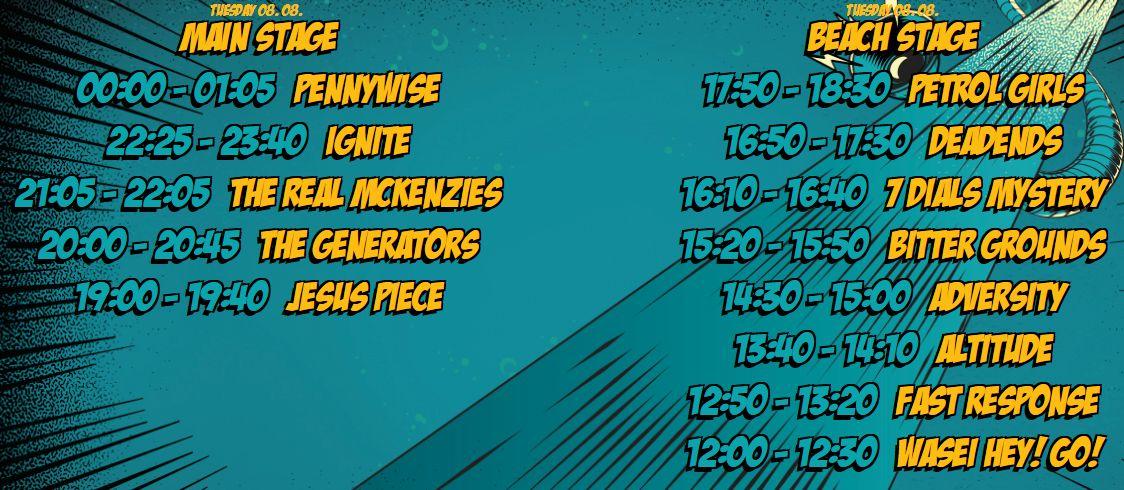 TUESDAY 08. 08.
MAIN STAGE
00:00 - 01:05 PENNYWISE
22:25 - 23:40 IGNITE
21:05 - 22:05 THE REAL MCKENZIES
20:00 - 20:45 THE GENERATORS
19:00 - 19:40 JESUS PIECE
TUESDAY 08. 08.
BEACH STAGE
17:50 - 18:30 PETROL GIRLS
16:50 - 17:30 DEADENDS
16:10 - 16:40 7 DIALS MYSTERY
15:20 - 15:50 BITTER GROUNDS
14:30 - 15:00 ADVERSITY
13:40 - 14:10 ALTITUDE
12:50 - 13:20 FAST RESPONSE
12:00 - 12:30 WASEI HEY! GO!